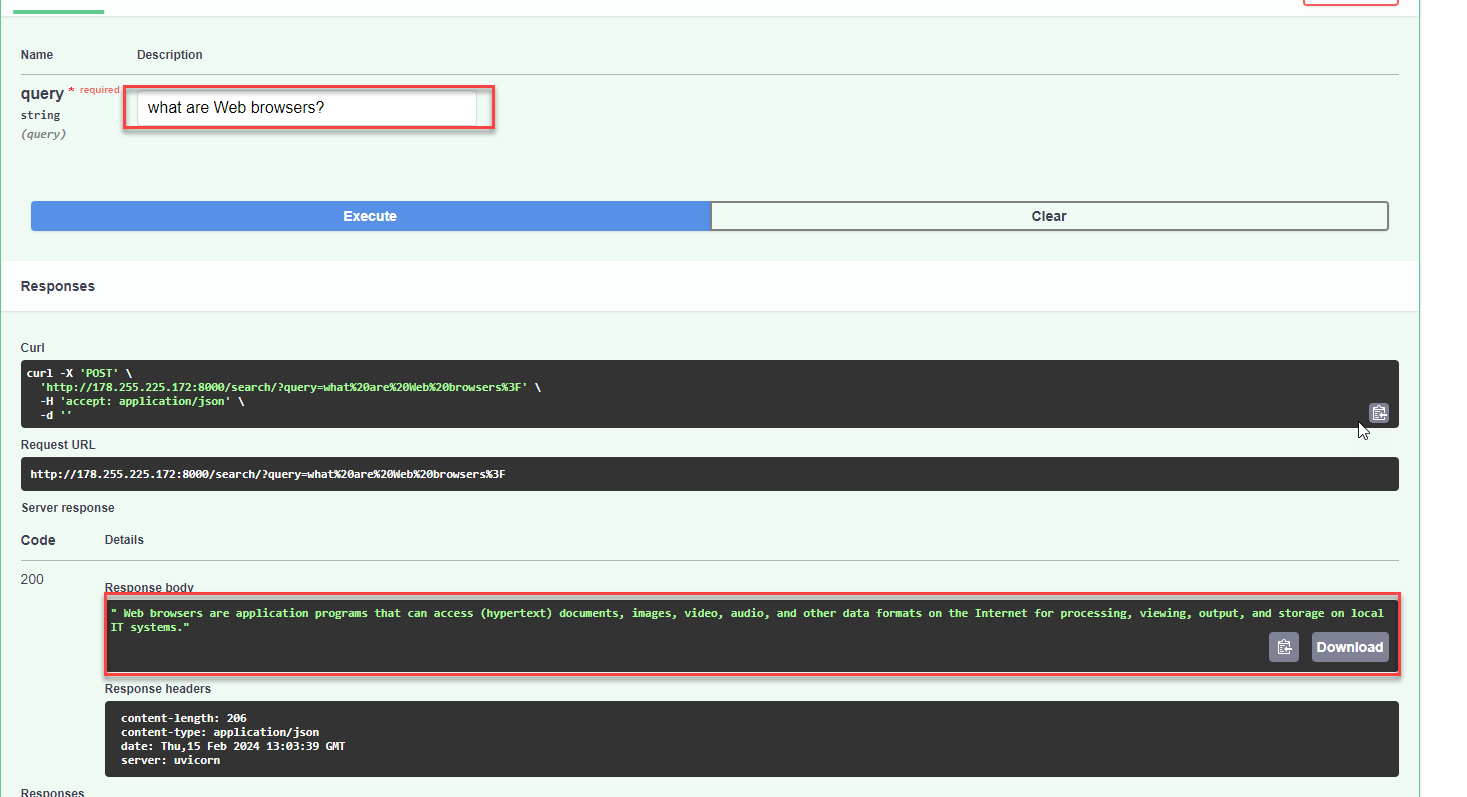 Name Description
query * required
what are Web browsers?
string
(query)
Execute Clear
Responses
Curl
curl -X 'POST' \
'http://178.255.225.172:8000/search/?query=what%20are%20Web%20browsers%3F' \
-H 'accept: application/json' \
-d ''
Request URL
http://178.255.225.172:8000/search/?query=what%20are%20Web%20browsers%3F
Server response
Code Details
200
Response body
" Web browsers are application programs that can access (hypertext) documents, images, video, audio, and other data formats on the Internet for processing, viewing, output, and storage on local
IT systems."
Download
Response headers
content-length: 206
content-type: application/json
date: Thu,15 Feb 2024 13:03:39 GMT
server: uvicorn
Responses